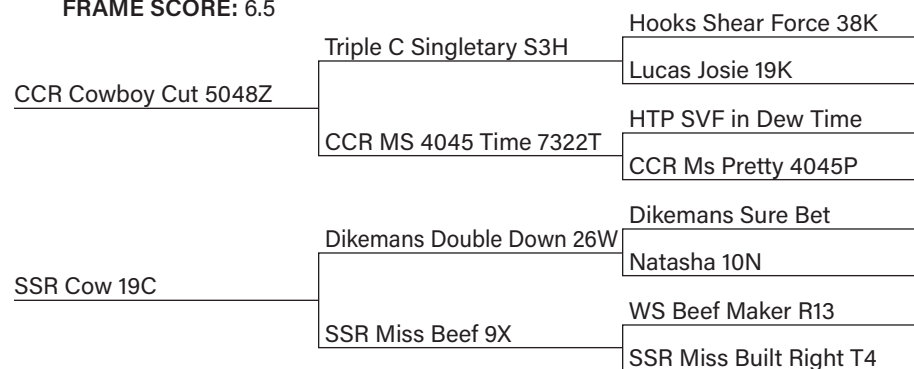 FRAME SCORE: 6.5
Hooks Shear Force 38K
Triple C Singletary S3H
Lucas Josie 19K
CCR Cowboy Cut 5048Z
HTP SVF in Dew Time
CCR MS 4045 Time 7322T
CCR Ms Pretty 4045P
Dikemans Sure Bet
Dikemans Double Down 26W
Natasha 10N
SSR Cow 19C
WS Beef Maker R13
SSR Miss Beef 9X
SSR Miss Built Right T4